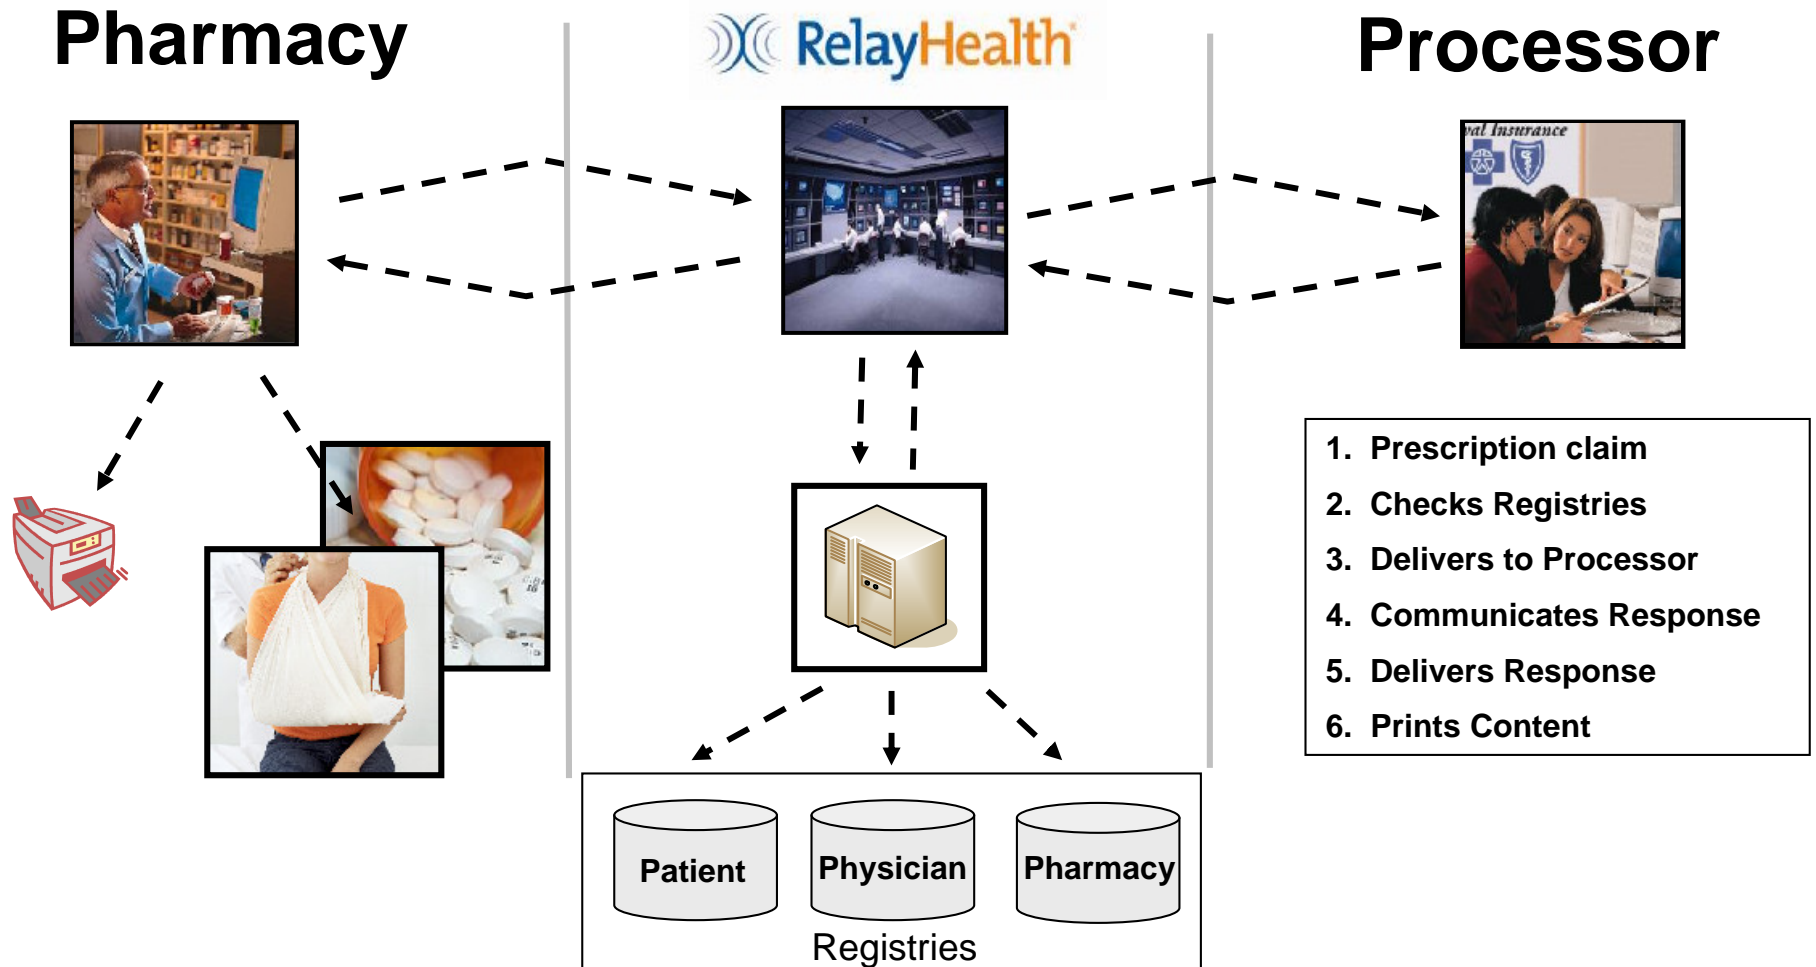 Pharmacy
RelayHealth
Processor
val Insurance
1. Prescription claim
2. Checks Registries
3. Delivers to Processor
4. Communicates Response
5. Delivers Response
6. Prints Content
Patient
Physician
Pharmacy
Registries